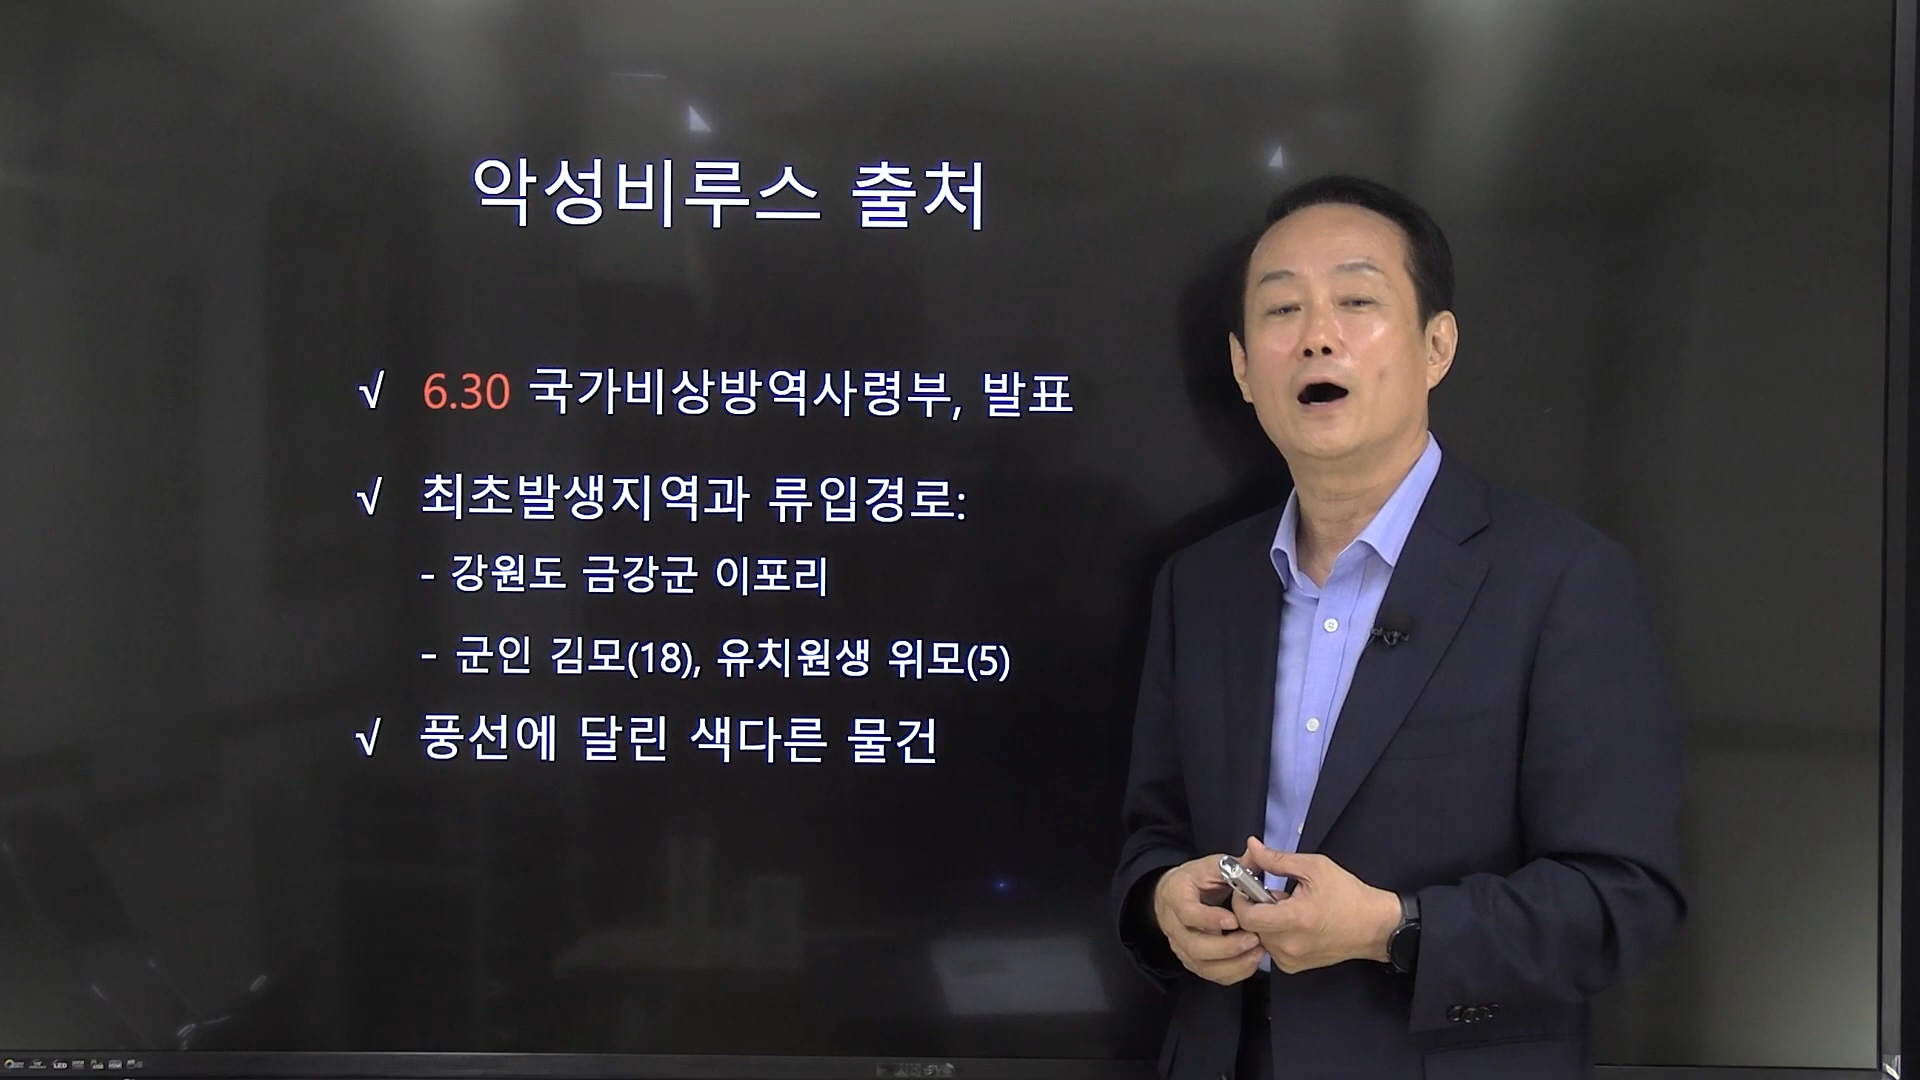 악성비루스 출처
√ 6.30 국가비상방역사령부, 발표
√ 최초발생지역과 류입경로:
- 강원도 금강군 이포리
- 군인 김모(18), 유치원생 위모(5)
√ 풍선에 달린 색다른 물건
LED